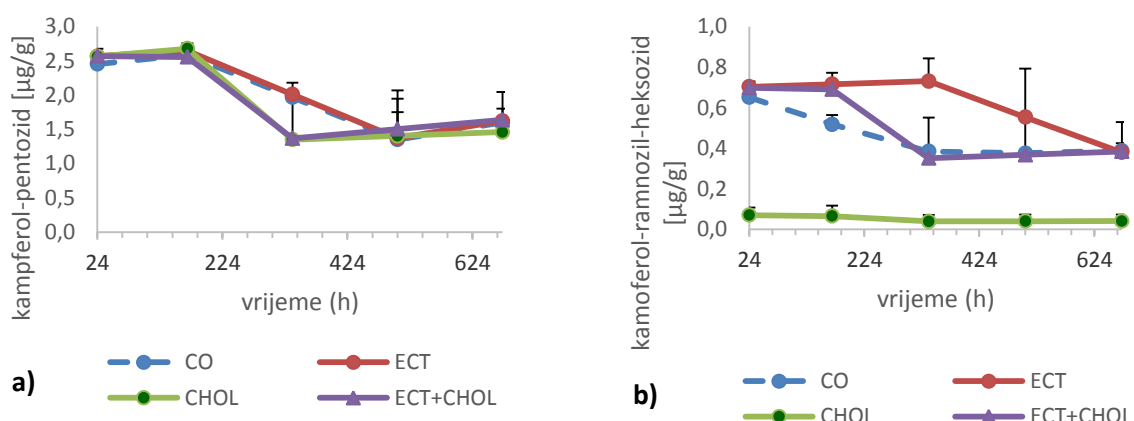 kampferol-pentozid [µg/g]
3,0
2,5
2,0
1,5
1,0
0,5
0,0
24 224 424 624
vrijeme (h)
CO ECT
CHOL ECT+CHOL
a)
kamoferol-ramnozil-heksozid
[µg/g]
1,0
0,8
0,6
0,4
0,2
0,0
24 224 424 624
vrijeme (h)
CO ECT
CHOL ECT+CHOL
b)